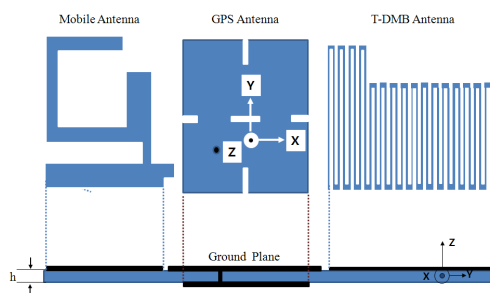 Mobile Antenna
GPS Antenna
T-DMB Antenna
Y
Z
X
Ground Plane
Z
h
X
Y